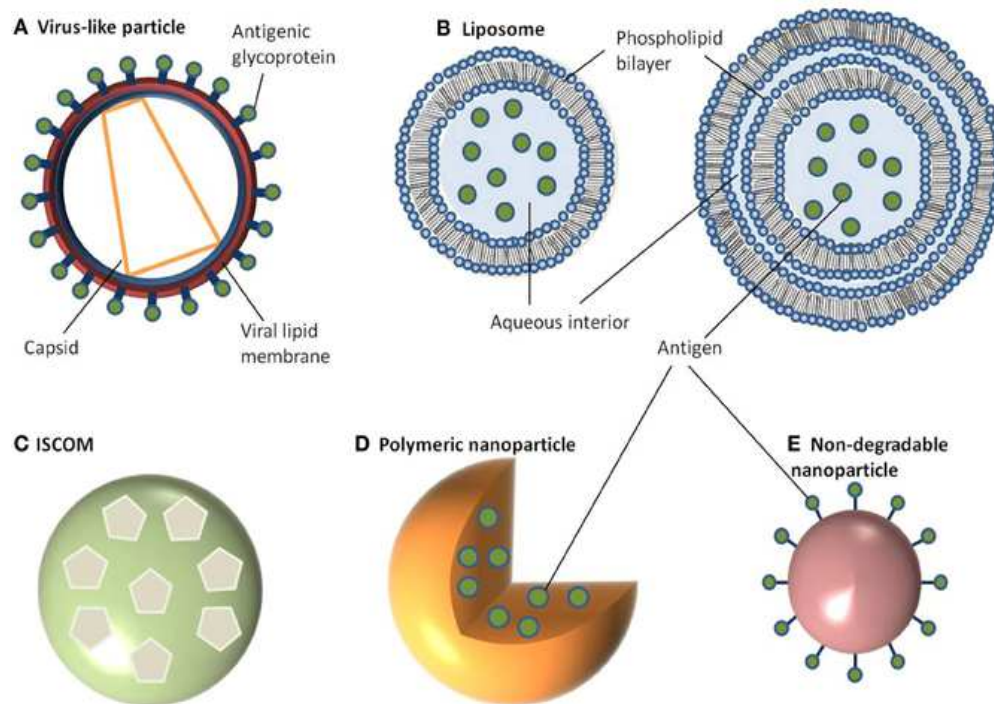 A Virus-like particle
Antigenic
glycoprotein
Capsid
Viral lipid
membrane
B Liposome
Phospholipid
bilayer
Aqueous interior
Antigen
C ISCOM
D Polymeric nanoparticle
E Non-degradable
nanoparticle